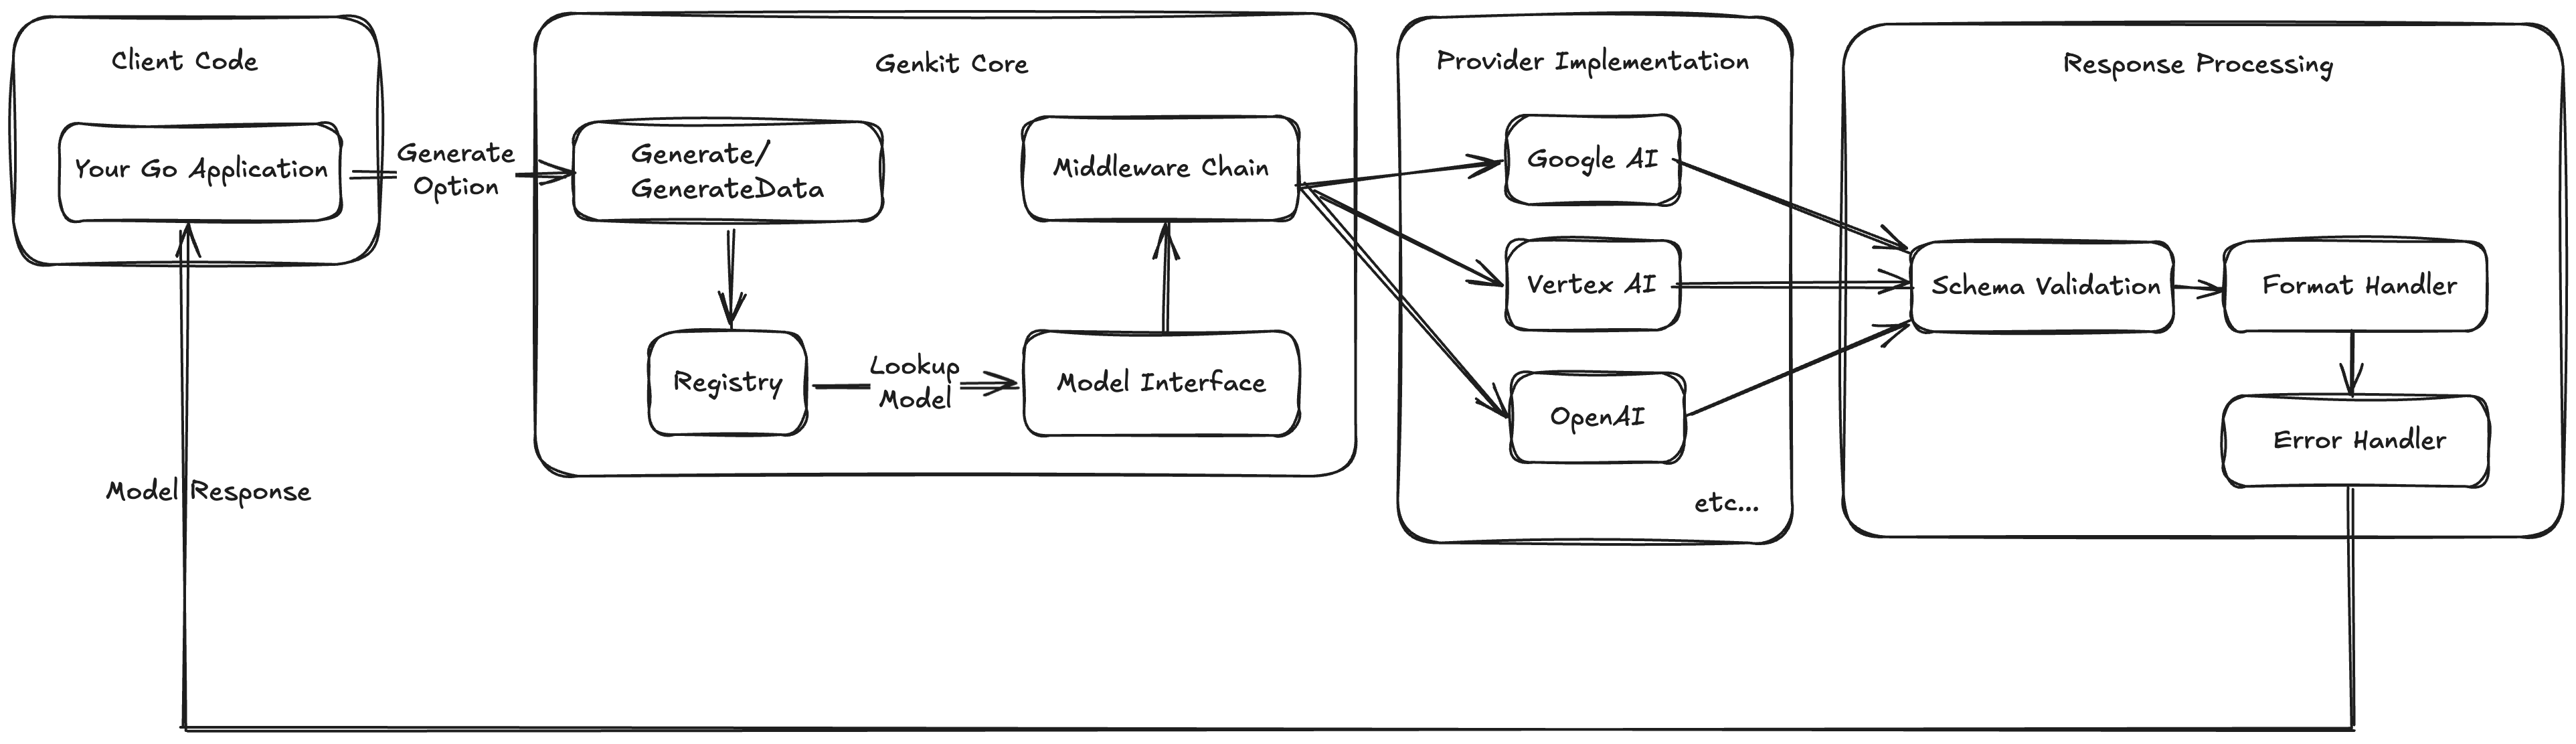 Client Code
Your Go Application
Generate
Option
Genkit Core
Generate/
GenerateData
Registry
Lookup
Model
Model Interface
Middleware Chain
Provider Implementation
Google AI
Vertex AI
OpenAI
etc...
Response Processing
Schema Validation
Format Handler
Error Handler
Model Response